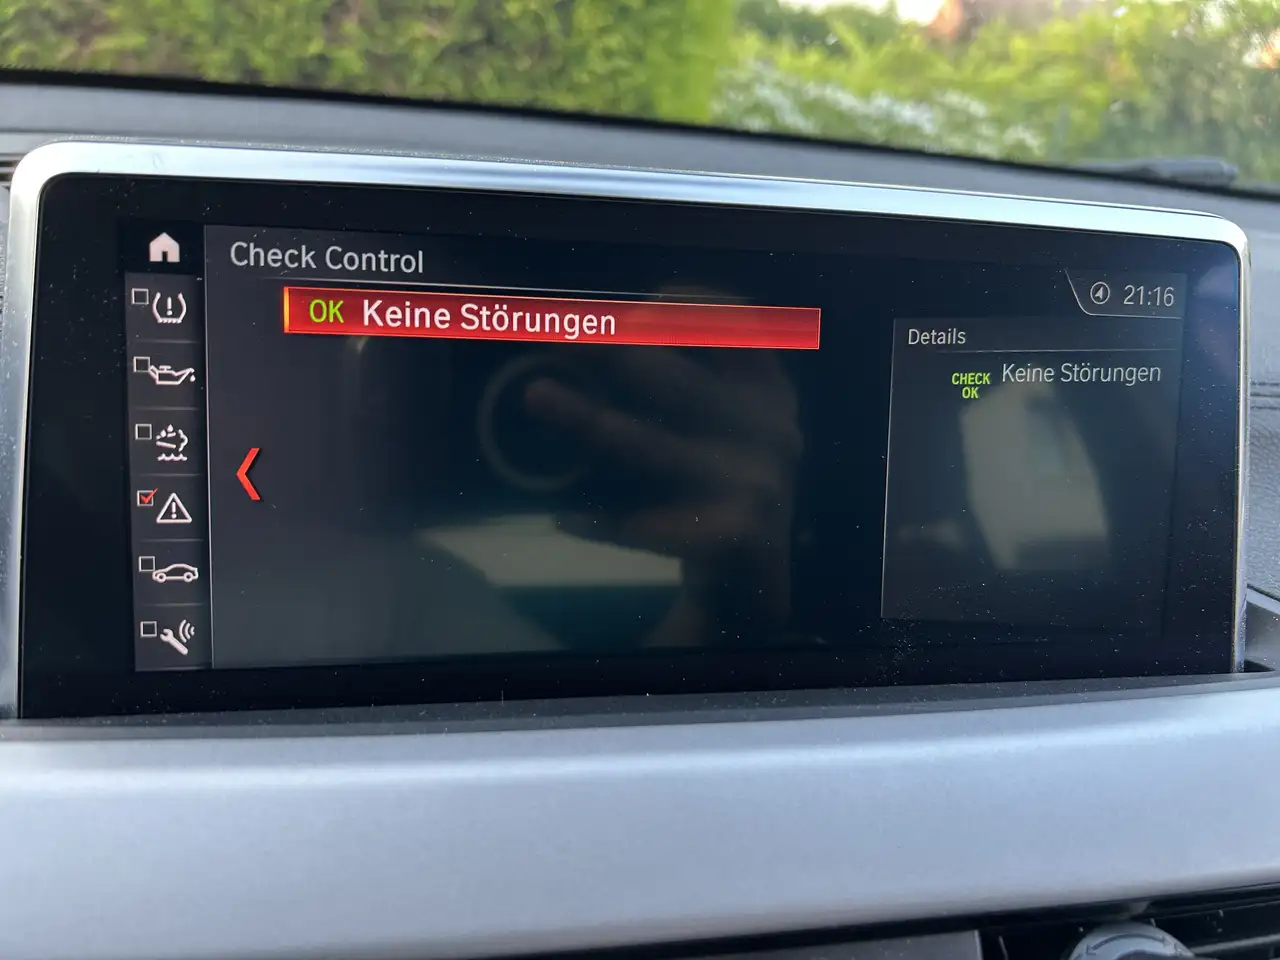 Check Control
OK Keine Störungen
21:16
Details
CHECK OK Keine Störungen